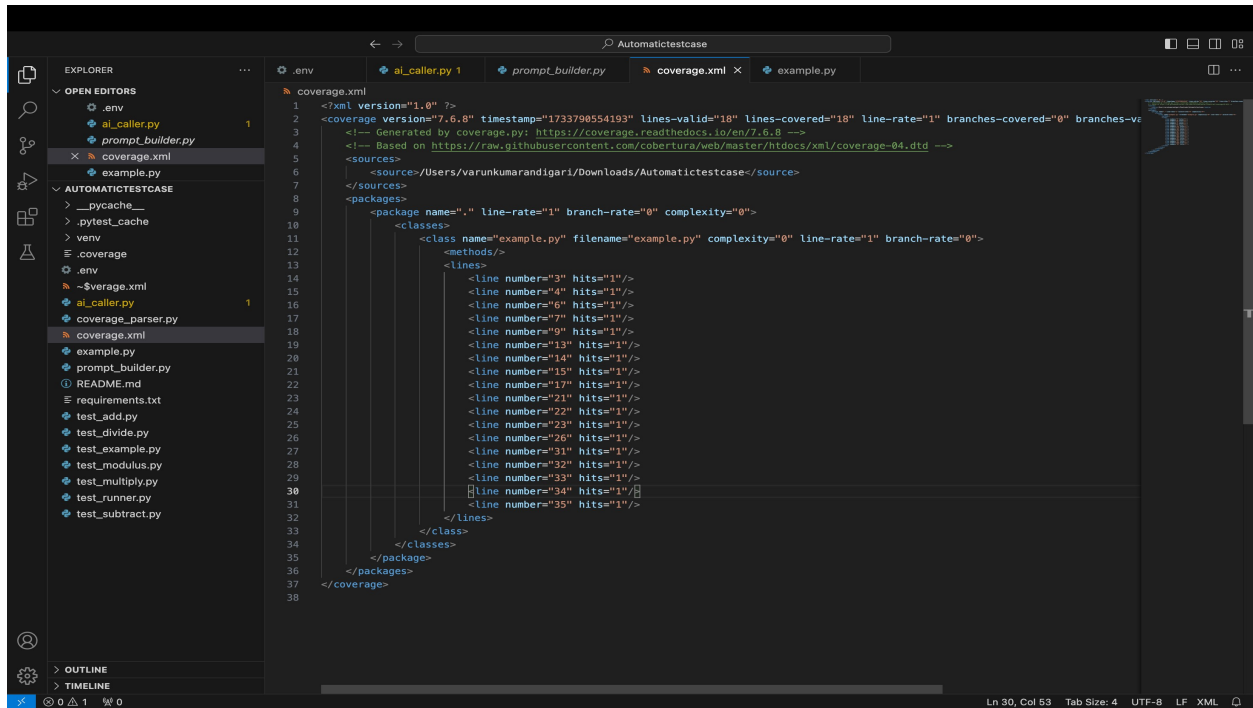 Automatictestcase
EXPLORER
OPEN EDITORS
.env
ai_caller.py 1
prompt_builder.py
coverage.xml
example.py
AUTOMATICTESTCASE
__pycache__
.pytest_cache
venv
.coverage
.env
~$verage.xml
ai_caller.py 1
coverage_parser.py
coverage.xml
example.py
prompt_builder.py
README.md
requirements.txt
test_add.py
test_divide.py
test_example.py
test_modulus.py
test_multiply.py
test_runner.py
test_subtract.py
OUTLINE
TIMELINE
.env ai_caller.py 1 prompt_builder.py coverage.xml example.py
coverage.xml
1 <?xml version="1.0" ?>
2 <coverage version="7.6.8" timestamp="1733790554193" lines-valid="18" lines-covered="18" line-rate="1" branches-covered="0" branches-va
3 <!-- Generated by coverage.py: https://coverage.readthedocs.io/en/7.6.8 -->
4 <!-- Based on https://raw.githubusercontent.com/cobertura/web/master/htdocs/xml/coverage-04.dtd -->
5 <sources>
6 <source>/Users/varunkumarandigari/Downloads/Automatictestcase</source>
7 </sources>
8 <packages>
9 <package name="." line-rate="1" branch-rate="0" complexity="0">
10 <classes>
11 <class name="example.py" filename="example.py" complexity="0" line-rate="1" branch-rate="0">
12 <methods/>
13 <lines>
14 <line number="3" hits="1"/>
15 <line number="4" hits="1"/>
16 <line number="6" hits="1"/>
17 <line number="7" hits="1"/>
18 <line number="9" hits="1"/>
19 <line number="13" hits="1"/>
20 <line number="14" hits="1"/>
21 <line number="15" hits="1"/>
22 <line number="17" hits="1"/>
23 <line number="21" hits="1"/>
24 <line number="22" hits="1"/>
25 <line number="23" hits="1"/>
26 <line number="26" hits="1"/>
27 <line number="31" hits="1"/>
28 <line number="32" hits="1"/>
29 <line number="33" hits="1"/>
30 <line number="34" hits="1"/>
31 <line number="35" hits="1"/>
32 </lines>
33 </class>
34 </classes>
35 </package>
36 </packages>
37 </coverage>
38
0 1 0 Ln 30, Col 53 Tab Size: 4 UTF-8 LF XML